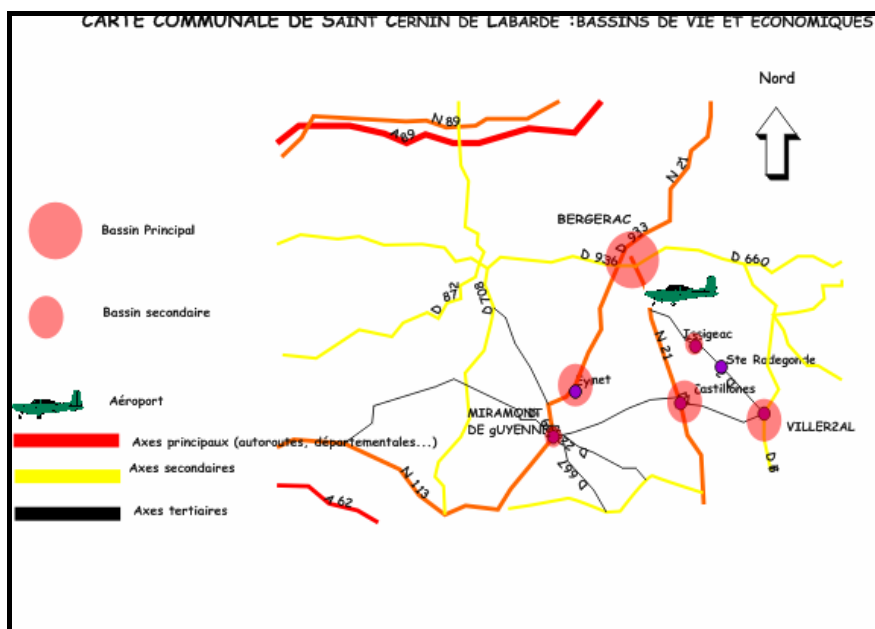 CARTE COMMUNALE DE SAINT CERNIN DE LABARDE :BASSINS DE VIE ET ECONOMIQUES
Nord
N 89
A 89
N 21
BERGERAC
D 933
D 936
D 660
Bassin Principal
D 872
D 708
Bassin secondaire
N 21
Issigeac
Ste Radegonde
Eymet
Castillones
Aéroport
MIRAMONT
DE gUYENNE
VILLER2AL
Axes principaux (autoroutes, départementales...)
Axes secondaires
N 113
D 667
A 62
Axes tertiaires